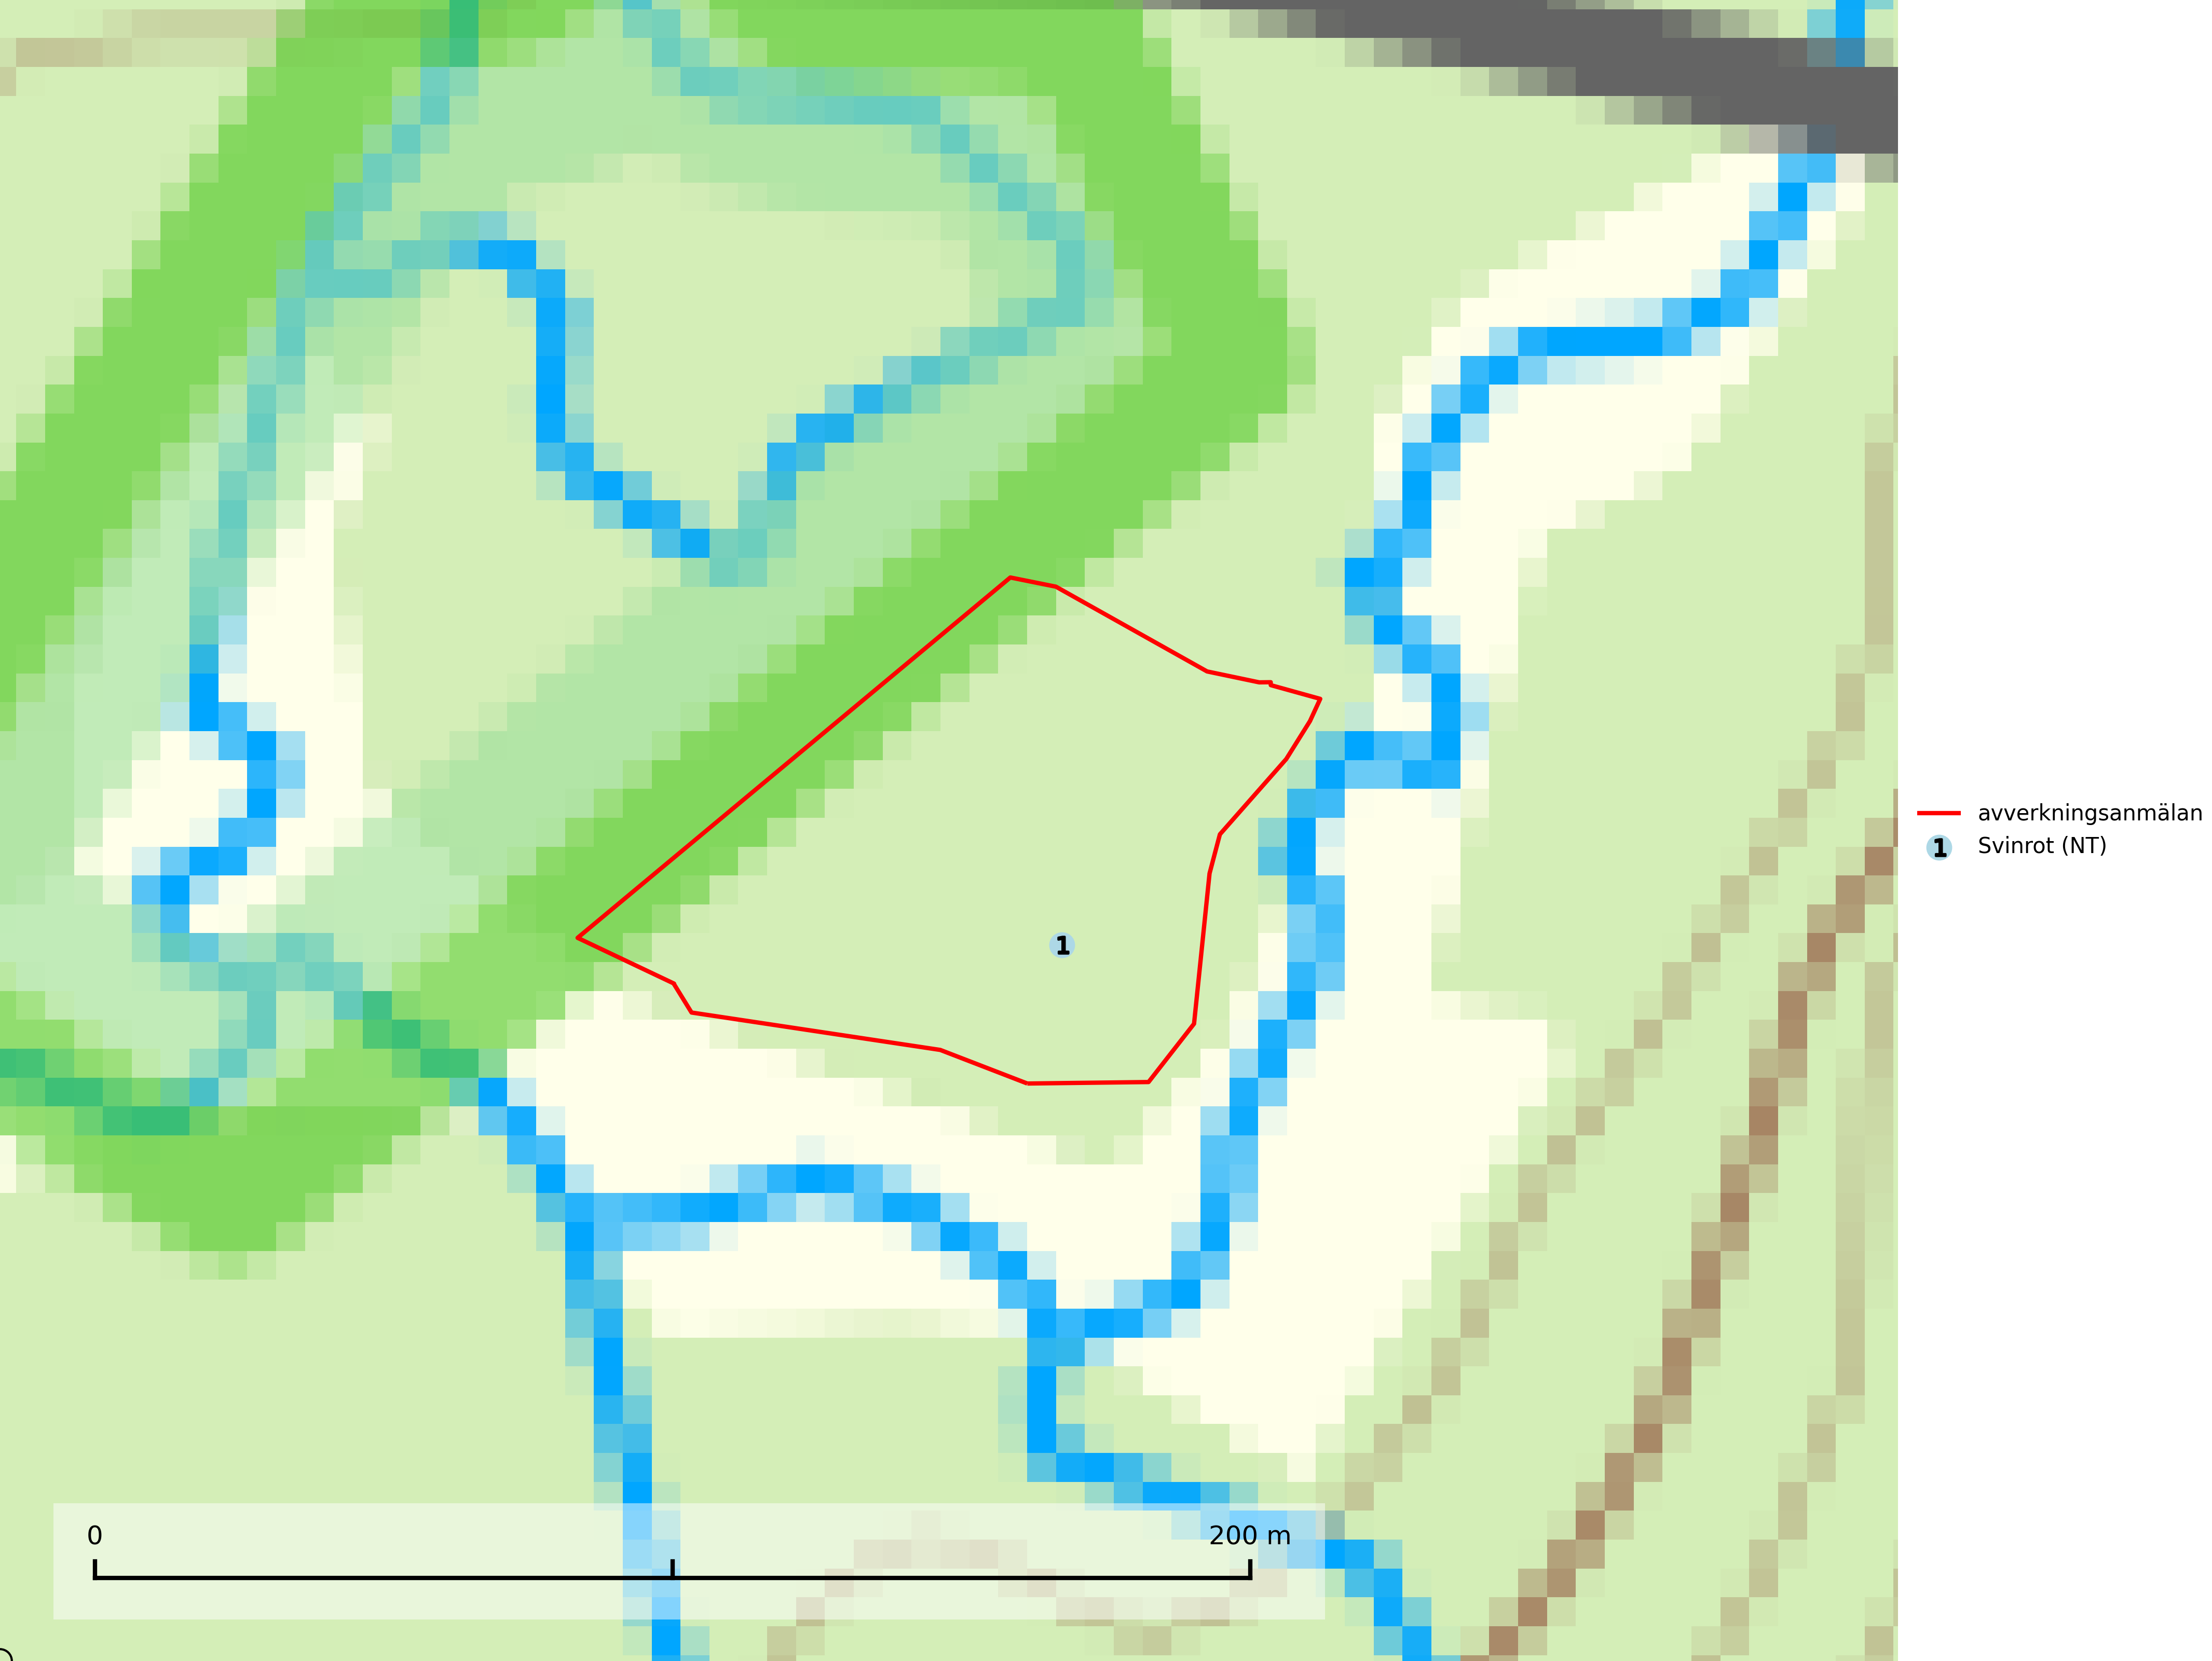 avverkningsanmälan
1 Svinrot (NT)
1
0 200 m